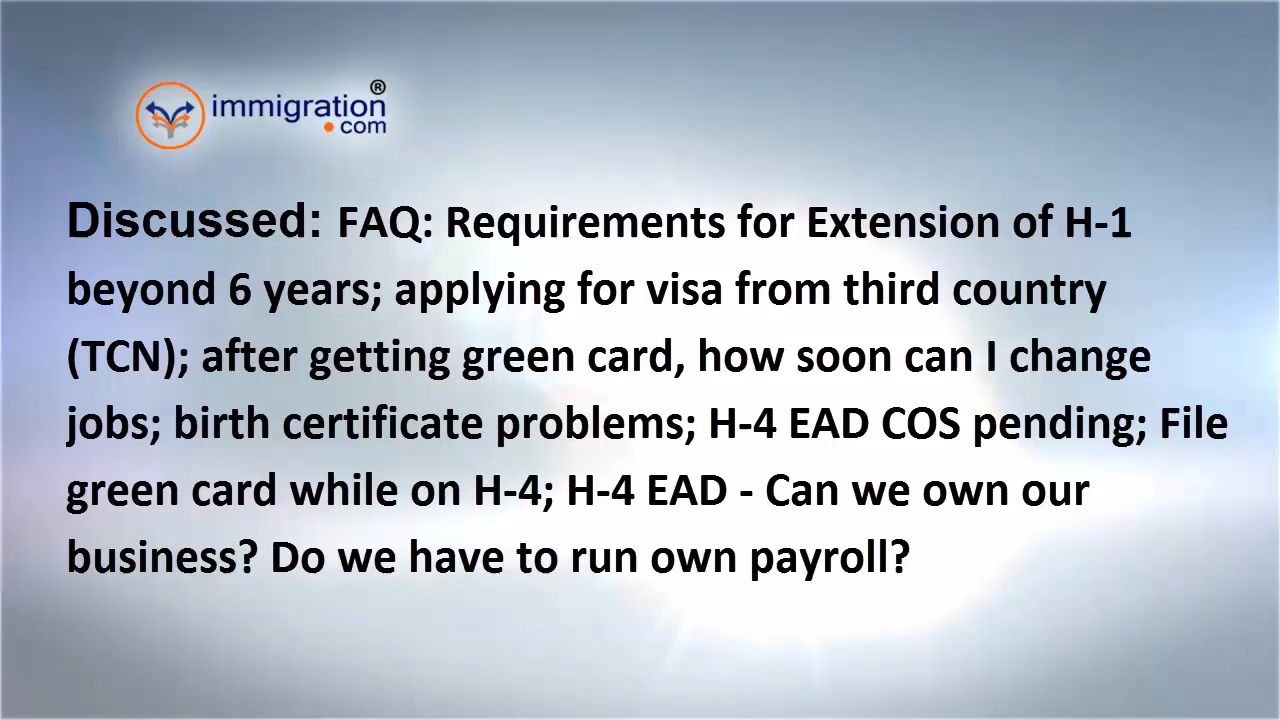 immigration®
.com
Discussed: FAQ: Requirements for Extension of H-1
beyond 6 years; applying for visa from third country
(TCN); after getting green card, how soon can I change
jobs; birth certificate problems; H-4 EAD COS pending; File
green card while on H-4; H-4 EAD - Can we own our
business? Do we have to run own payroll?